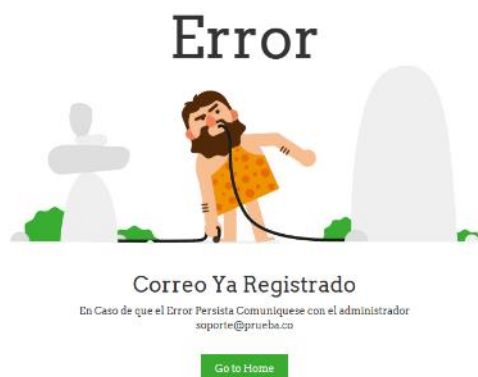 Error
Correo Ya Registrado
En Caso de que el Error Persista Comuniquese con el administrador
soporte@prueba.co
Go to Home